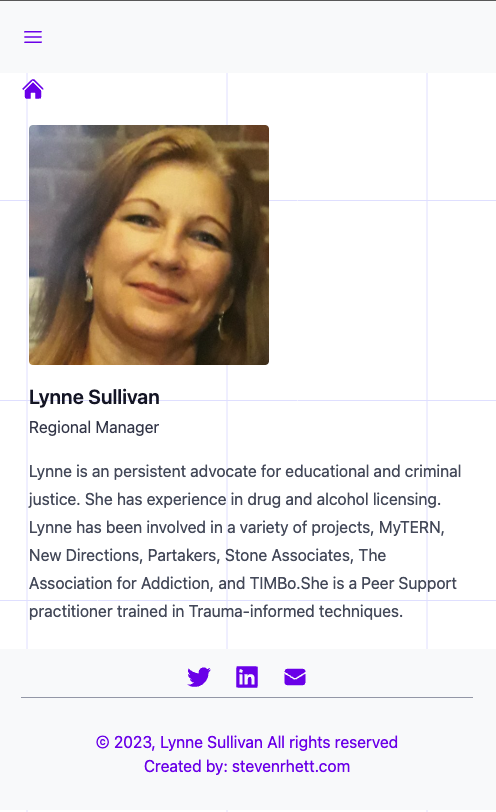 Lynne Sullivan
Regional Manager
Lynne is an persistent advocate for educational and criminal
justice. She has experience in drug and alcohol licensing.
Lynne has been involved in a variety of projects, MyTERN,
New Directions, Partakers, Stone Associates, The
Association for Addiction, and TIMBo.She is a Peer Support
practitioner trained in Trauma-informed techniques.
© 2023, Lynne Sullivan All rights reserved
Created by: stevenrhett.com